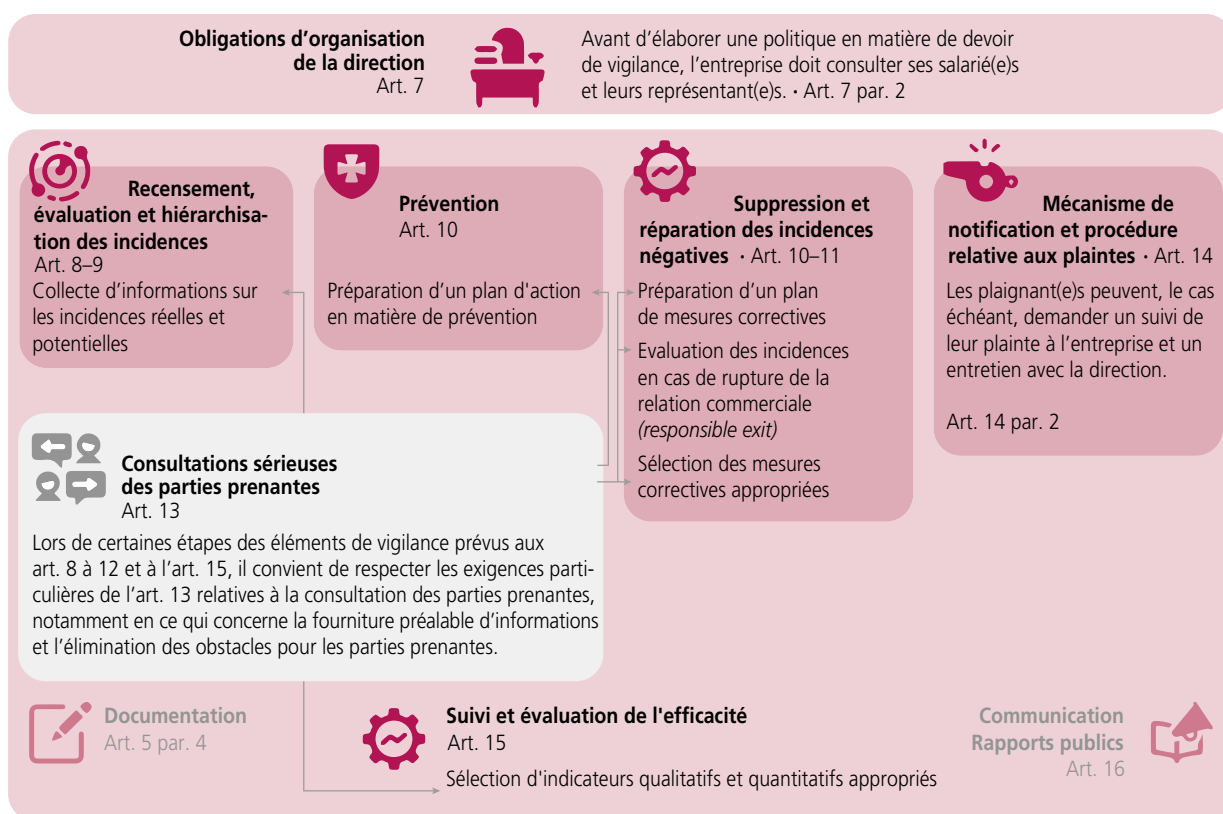 Obligations d’organisation
de la direction
Art. 7
Avant d’élaborer une politique en matière de devoir
de vigilance, l’entreprise doit consulter ses salarié(e)s
et leurs représentant(e)s. · Art. 7 par. 2
Recensement,
évaluation et hiérarchisa-
tion des incidences
Art. 8–9
Collecte d’informations sur
les incidences réelles et
potentielles
Prévention
Art. 10
Préparation d’un plan d'action
en matière de prévention
Suppression et
réparation des incidences
négatives · Art. 10–11
Préparation d’un plan
de mesures correctives
Evaluation des incidences
en cas de rupture de la
relation commerciale
(responsible exit)
Sélection des mesures
correctives appropriées
Mécanisme de
notification et procédure
relative aux plaintes · Art. 14
Les plaignant(e)s peuvent, le cas
échéant, demander un suivi de
leur plainte à l’entreprise et un
entretien avec la direction.
Art. 14 par. 2
Consultations sérieuses
des parties prenantes
Art. 13
Lors de certaines étapes des éléments de vigilance prévus aux
art. 8 à 12 et à l’art. 15, il convient de respecter les exigences parti-
culières de l’art. 13 relatives à la consultation des parties prenantes,
notamment en ce qui concerne la fourniture préalable d’informations
et l’élimination des obstacles pour les parties prenantes.
Documentation
Art. 5 par. 4
Suivi et évaluation de l'efficacité
Art. 15
Sélection d'indicateurs qualitatifs et quantitatifs appropriés
Communication
Rapports publics
Art. 16